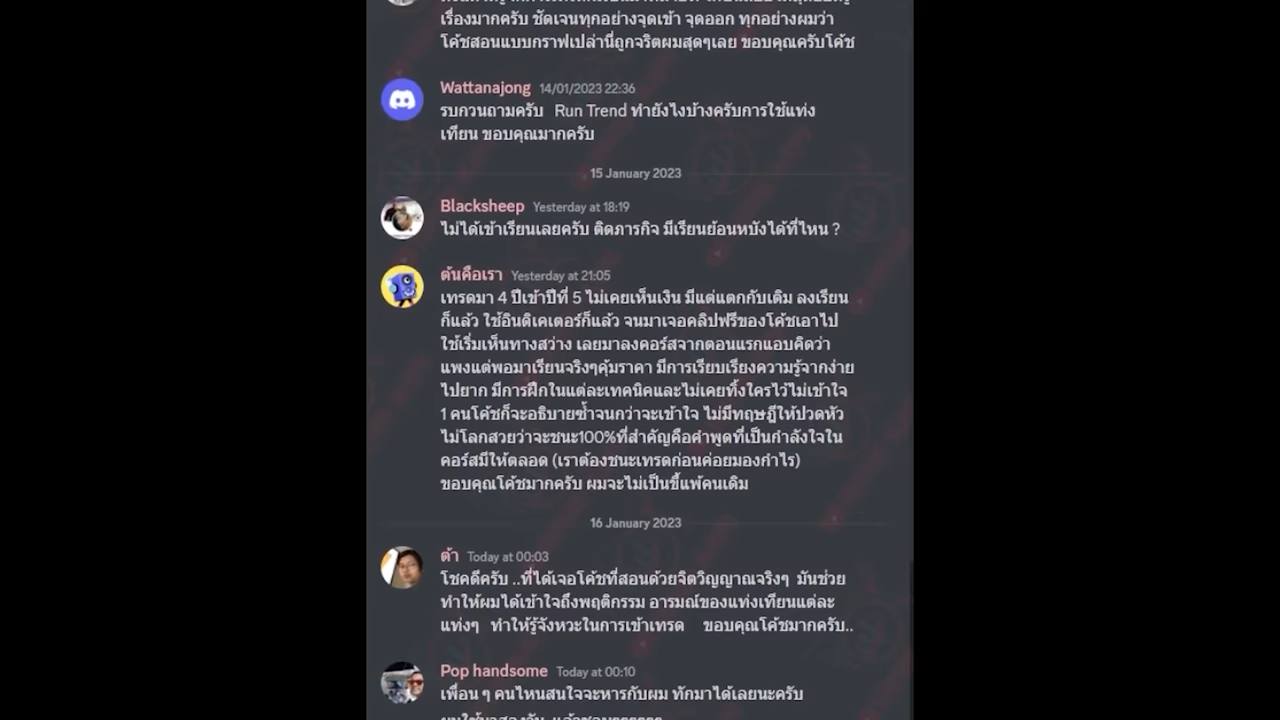 เรื่องมากครับ ชัดเจนทุกอย่างจุดเข้า จุดออก ทุกอย่างผมว่า
โค้ชสอนแบบกราฟเปล่านี่ถูกจริตผมสุดๆเลย ขอบคุณครับโค้ช
Wattanajong 14/01/2023 22:36
รบกวนถามครับ Run Trend ทำยังไงบ้างครับการใช้แท่ง
เทียน ขอบคุณมากครับ
15 January 2023
Blacksheep Yesterday at 18:19
ไม่ได้เข้าเรียนเลยครับ ติดภารกิจ มีเรียนย้อนหบังได้ที่ไหน ?
ต้นคือเรา Yesterday at 21:05
เทรดมา 4 ปีเข้าปีที่ 5 ไม่เคยเห็นเงิน มีแต่แตกกับเดิม ลงเรียน
ก็แล้ว ใช้อินดิเคเตอร์ก็แล้ว จนมาเจอคลิปฟรีของโค้ชเอาไป
ใช้เริ่มเห็นทางสว่าง เลยมาลงคอร์สจากตอนแรกแอบคิดว่า
แพงแต่พอมาเรียนจริงๆคุ้มราคา มีการเรียบเรียงความรู้จากง่าย
ไปยาก มีการฝึกในแต่ละเทคนิคและไม่เคยทิ้งใครไว้ไม่เข้าใจ
1 คนโค้ชก็จะอธิบายซ้ำจนกว่าจะเข้าใจ ไม่มีทฤษฎีให้ปวดหัว
ไม่โลกสวยว่าจะชนะ100%ที่สำคัญคือคำพูดที่เป็นกำลังใจใน
คอร์สมีให้ตลอด (เราต้องชนะเทรดก่อนค่อยมองกำไร)
ขอบคุณโค้ชมากครับ ผมจะไม่เป็นขี้แพ้คนเดิม
16 January 2023
ต้า Today at 00:03
โชคดีครับ ..ที่ได้เจอโค้ชที่สอนด้วยจิตวิญญาณจริงๆ มันช่วย
ทำให้ผมได้เข้าใจถึงพฤติกรรม อารมณ์ของแท่งเทียนแต่ละ
แท่งๆ ทำให้รู้จังหวะในการเข้าเทรด ขอบคุณโค้ชมากครับ..
Pop handsome Today at 00:10
เพื่อน ๆ คนไหนสนใจจะหารกับผม ทักมาได้เลยนะครับ